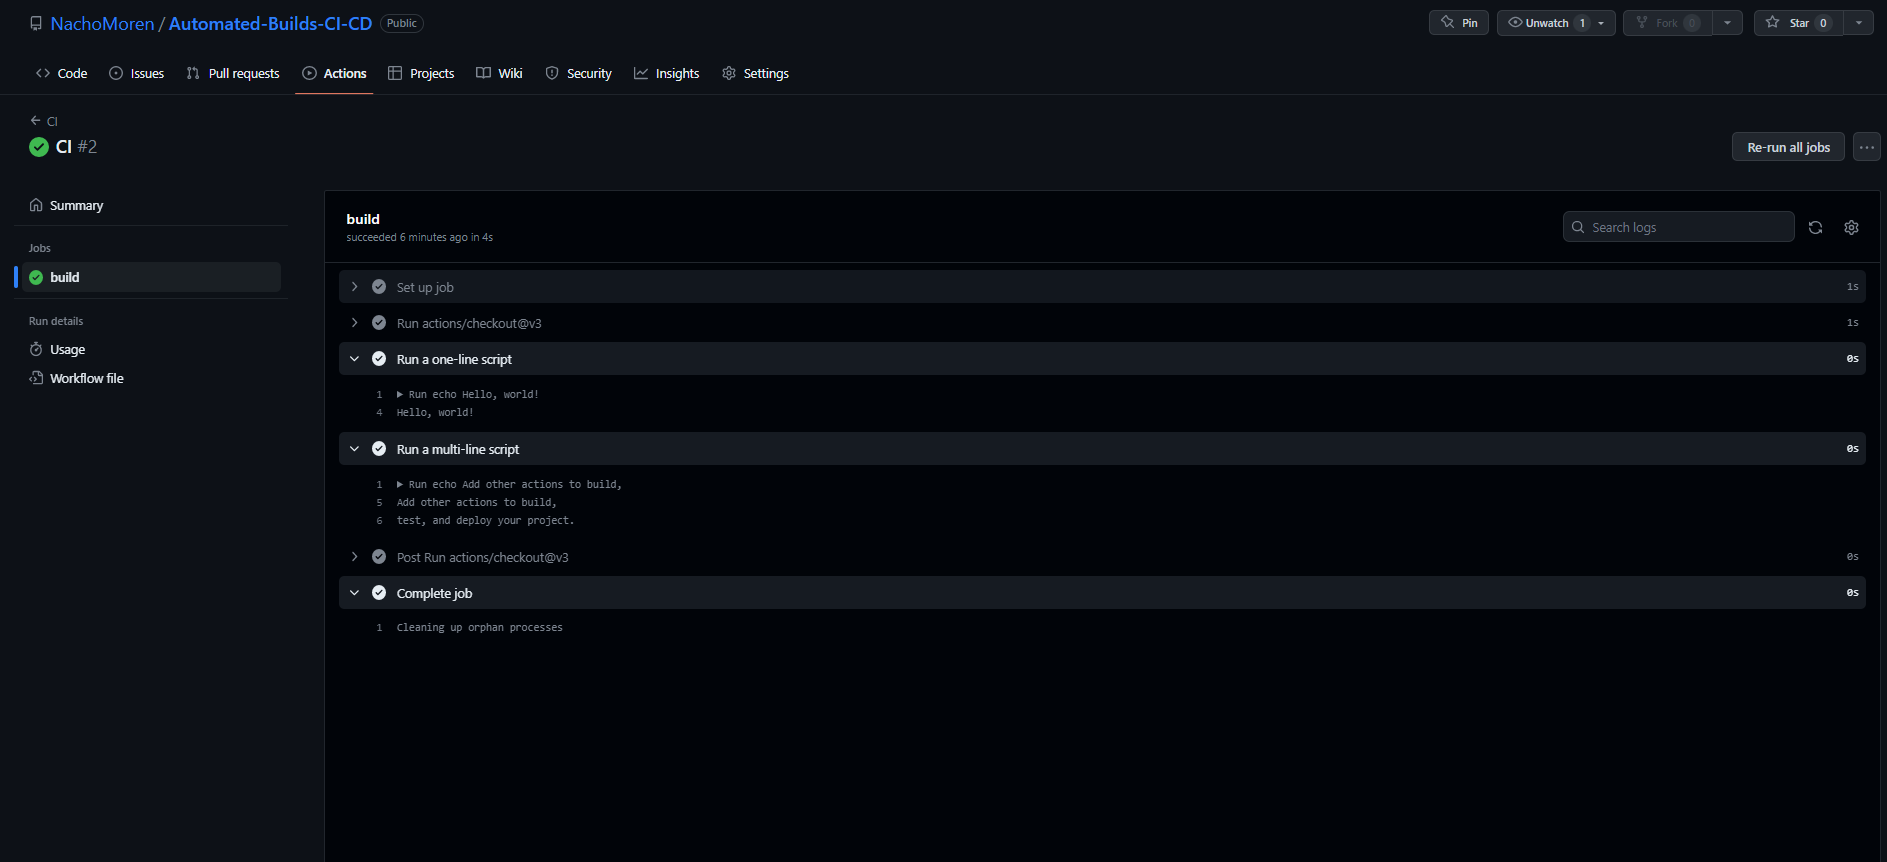 NachoMoren / Automated-Builds-CI-CD Public
Pin Unwatch 1 Fork 0 Star 0
Code Issues Pull requests Actions Projects Wiki Security Insights Settings
CI
CI #2
Re-run all jobs
Summary
Jobs
build
Run details
Usage
Workflow file
build
succeeded 6 minutes ago in 4s
Search logs
Set up job 1s
Run actions/checkout@v3 1s
Run a one-line script 0s
1 Run echo Hello, world!
4 Hello, world!
Run a multi-line script 0s
1 Run echo Add other actions to build,
5 Add other actions to build,
6 test, and deploy your project.
Post Run actions/checkout@v3 0s
Complete job 0s
1 Cleaning up orphan processes